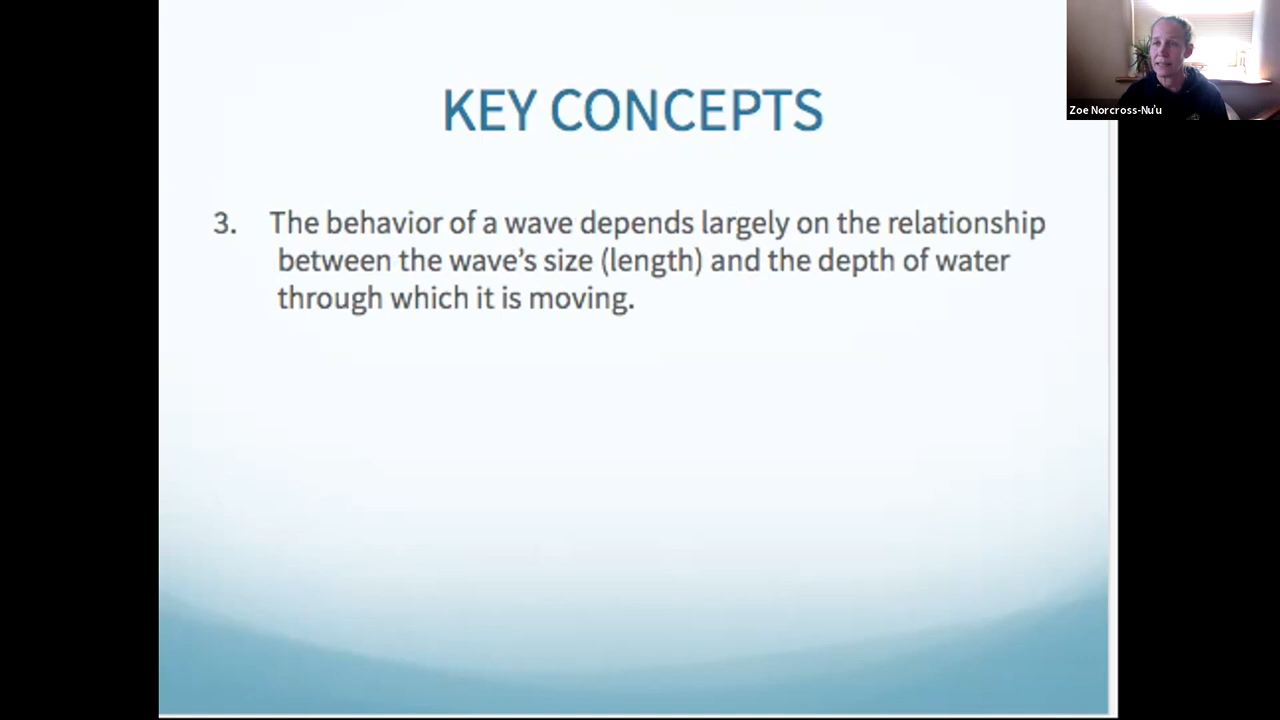 KEY CONCEPTS
3. The behavior of a wave depends largely on the relationship
between the wave’s size (length) and the depth of water
through which it is moving.
Zoe Norcross-Nu'u